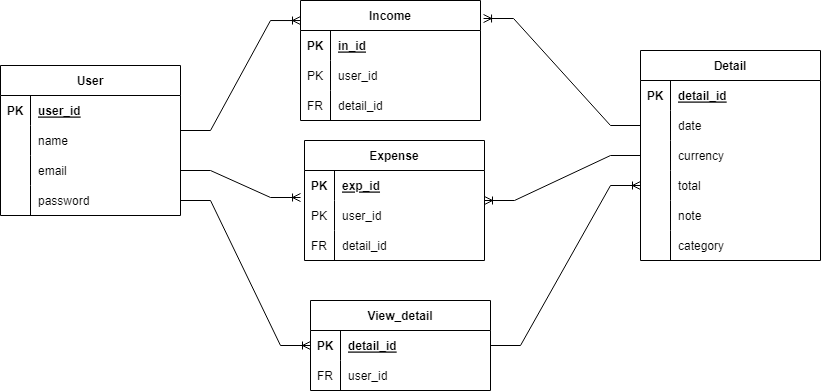 User
PK user_id
name
email
password
Income
PK in_id
PK user_id
FR detail_id
Expense
PK exp_id
PK user_id
FR detail_id
View_detail
PK detail_id
FR user_id
Detail
PK detail_id
date
currency
total
note
category